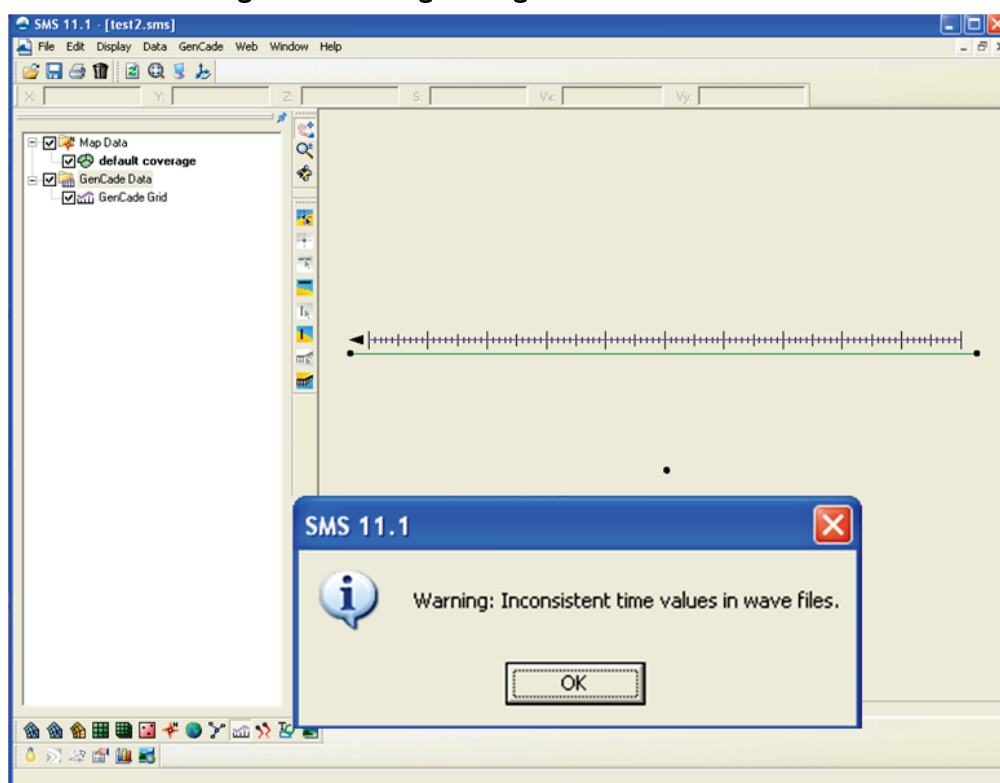 SMS 11.1 - [test2.sms]
File Edit Display Data GenCade Web Window Help
X: Y: Z: S: Vx: Vy:
Map Data
default coverage
GenCade Data
GenCade Grid
SMS 11.1
Warning: Inconsistent time values in wave files.
OK